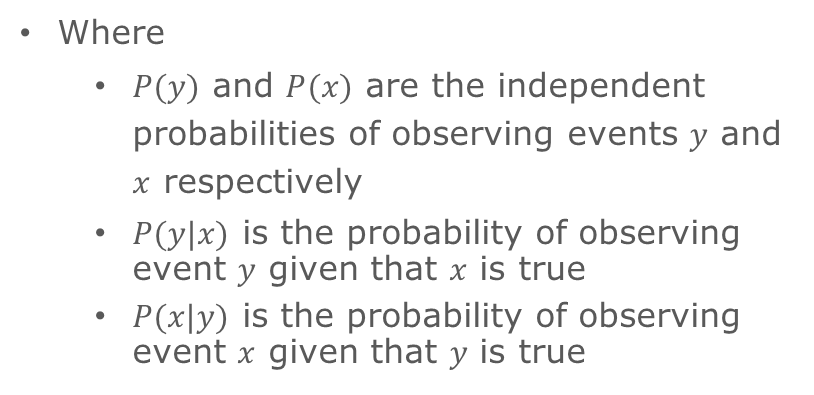 • Where
• P(y) and P(x) are the independent
probabilities of observing events y and
x respectively
• P(y|x) is the probability of observing
event y given that x is true
• P(x|y) is the probability of observing
event x given that y is true